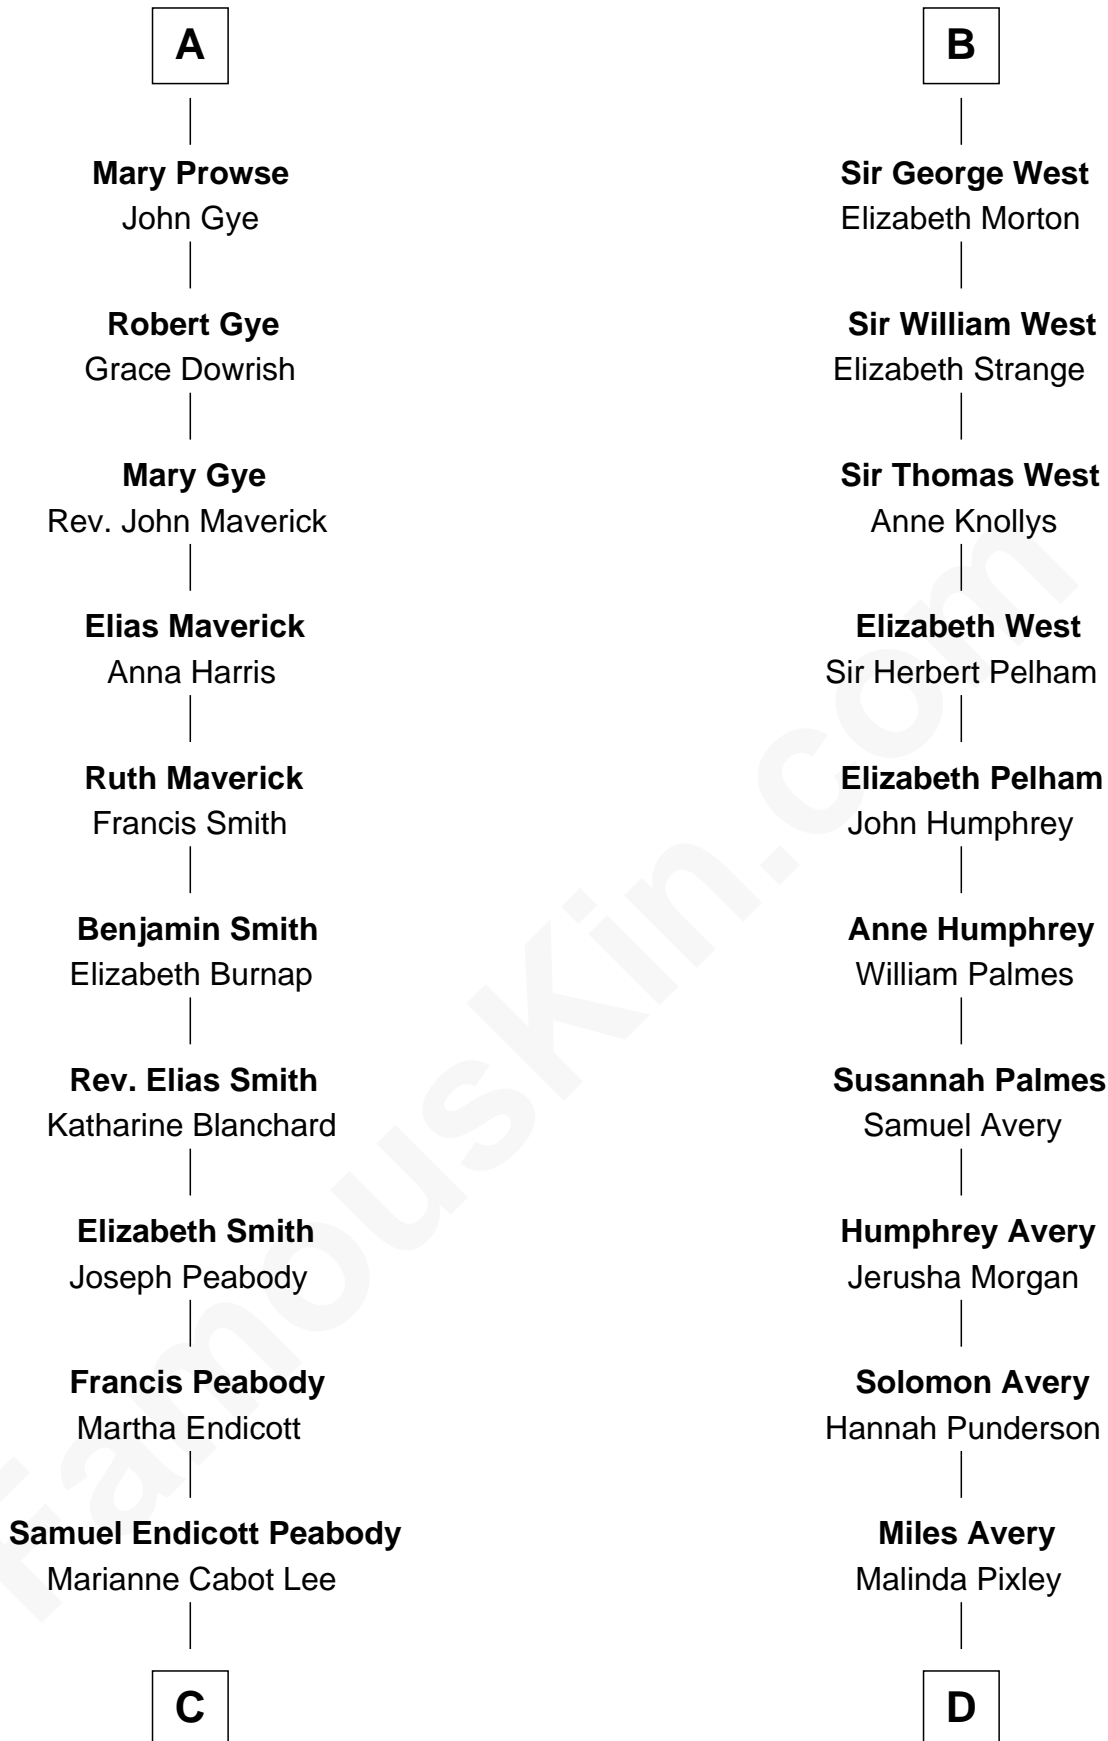 A
Mary Prowse
John Gye
Robert Gye
Grace Dowrish
Mary Gye
Rev. John Maverick
Elias Maverick
Anna Harris
Ruth Maverick
Francis Smith
Benjamin Smith
Elizabeth Burnap
Rev. Elias Smith
Katharine Blanchard
Elizabeth Smith
Joseph Peabody
Francis Peabody
Martha Endicott
Samuel Endicott Peabody
Marianne Cabot Lee
C
B
Sir George West
Elizabeth Morton
Sir William West
Elizabeth Strange
Sir Thomas West
Anne Knollys
Elizabeth West
Sir Herbert Pelham
Elizabeth Pelham
John Humphrey
Anne Humphrey
William Palmes
Susannah Palmes
Samuel Avery
Humphrey Avery
Jerusha Morgan
Solomon Avery
Hannah Punderson
Miles Avery
Malinda Pixley
D
FamousKin.com